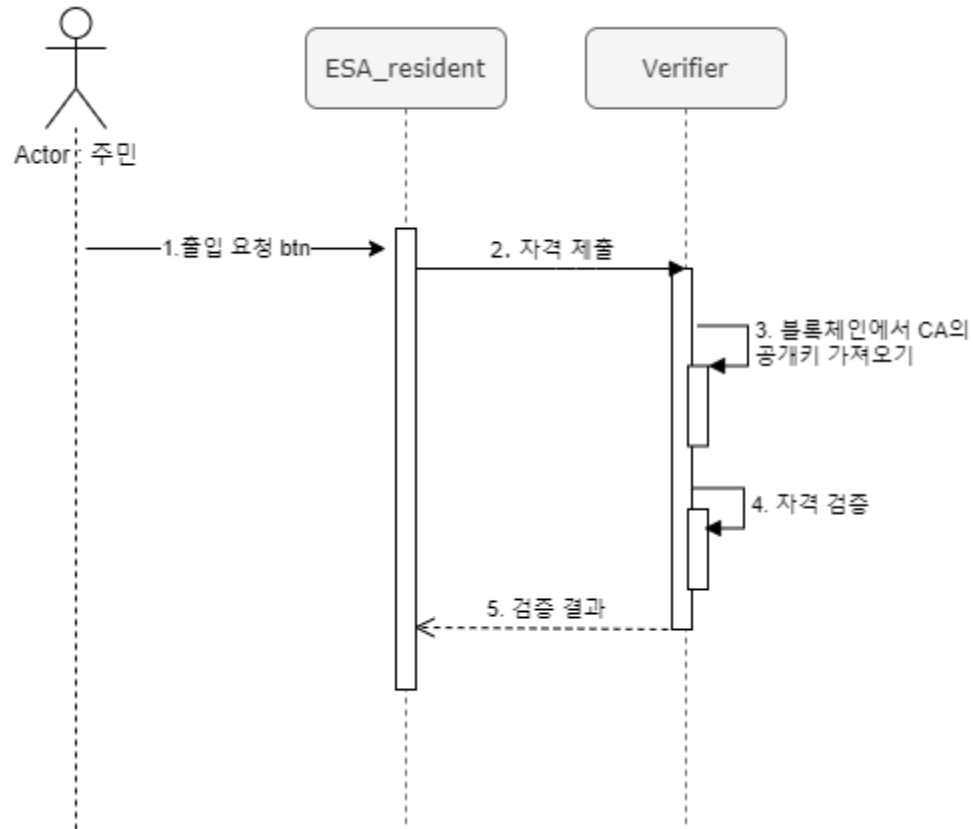 ESA_resident
Verifier
Actor : 주민
1.출입 요청 btn
2. 자격 제출
3. 블록체인에서 CA의
공개키 가져오기
4. 자격 검증
5. 검증 결과